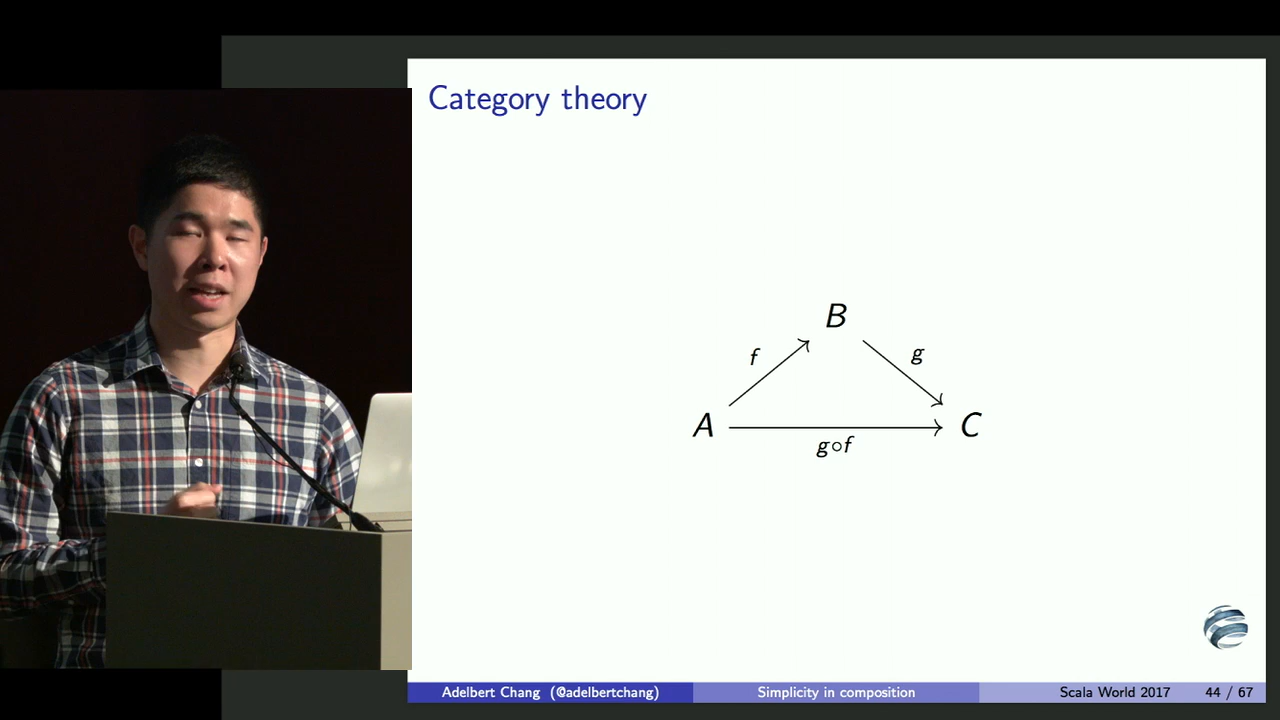 Category theory
B
f
g
A
C
g∘f
Adelbert Chang (@adelbertchang)
Simplicity in composition
Scala World 2017
44 / 67